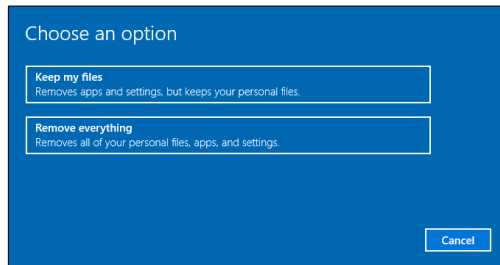 Choose an option
Keep my files
Removes apps and settings, but keeps your personal files.
Remove everything
Removes all of your personal files, apps, and settings.
Cancel